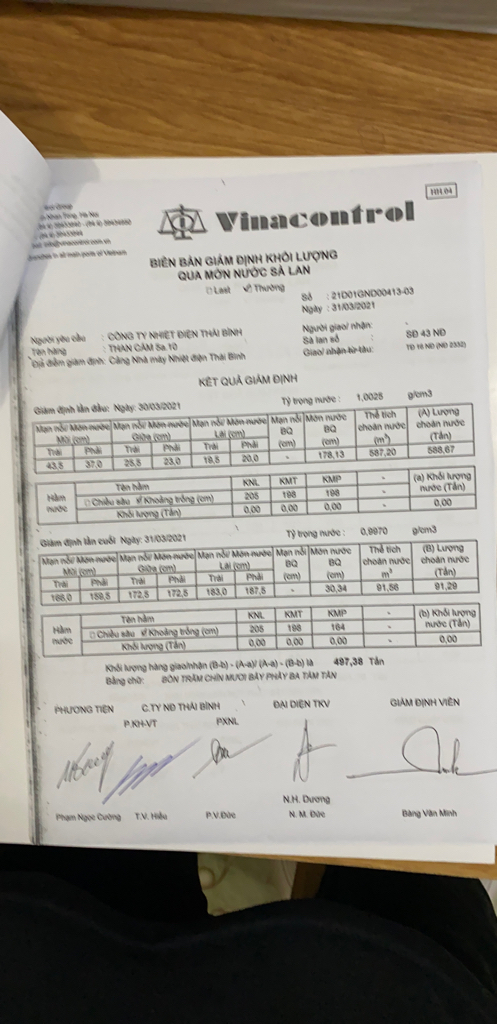 HĐ.04
Vinacontrol
BIÊN BẢN GIÁM ĐỊNH KHỐI LƯỢNG
QUA MỚN NƯỚC SÀ LAN
Last Thường
Số : 21D01GND00413-03
Ngày : 31/03/2021
Người yêu cầu : CÔNG TY NHIỆT ĐIỆN THÁI BÌNH Người giao/ nhận:
Tên hàng : THAN CÁM 5a.10 Sà lan số : SĐ 43 NĐ
Địa điểm giám định: Cảng Nhà máy Nhiệt điện Thái Bình Giao/ nhận từ tàu: TĐ 16 NĐ (NĐ 2332)
KẾT QUẢ GIÁM ĐỊNH
Giám định lần đầu: Ngày: 30/03/2021 Tỷ trọng nước : 1,0025 g/cm3
Mạn nổi/ Mớn nước Mũi (cm) Mạn nổi/ Mớn nước Giữa (cm) Mạn nổi/ Mớn nước Lái (cm) Mạn nổi BQ (cm) Mớn nước BQ (cm) Thể tích choán nước (m³) (A) Lượng choán nước (Tấn)
Trái Phải Trái Phải Trái Phải
43,5 37,0 25,5 23,0 19,5 20,0 - 178,13 587,20 588,67
Hầm nước Tên hầm KNL KMT KMP - (a) Khối lượng nước (Tấn)
Chiều sâu Khoảng trống (cm) 205 198 198 -
Khối lượng (Tấn) 0,00 0,00 0,00 - 0,00
Giám định lần cuối Ngày: 31/03/2021 Tỷ trọng nước : 0,9970 g/cm3
Mạn nổi/ Mớn nước Mũi (cm) Mạn nổi/ Mớn nước Giữa (cm) Mạn nổi/ Mớn nước Lái (cm) Mạn nổi BQ (cm) Mớn nước BQ (cm) Thể tích choán nước m³ (B) Lượng choán nước (Tấn)
Trái Phải Trái Phải Trái Phải
159,5 172,5 172,5 183,0 187,5 - 30,34 91,56 91,29
Hầm nước Tên hầm KNL KMT KMP - (b) Khối lượng nước (Tấn)
Chiều sâu Khoảng trống (cm) 205 198 184 -
Khối lượng (Tấn) 0,00 0,00 0,00 - 0,00
Khối lượng hàng giao/nhận (B-b) - (A-a)/ (A-a) - (B-b) là 497,38 Tấn
Bằng chữ: BỐN TRĂM CHÍN MƯƠI BẢY PHẨY BA TÁM TẤN
PHƯƠNG TIỆN C.TY NĐ THÁI BÌNH ĐẠI DIỆN TKV GIÁM ĐỊNH VIÊN
P.KH-VT PXNL
N.H. Dương
Phạm Ngọc Cường T.V. Hiếu P.V.Đức N. M. Đức Bàng Văn Minh